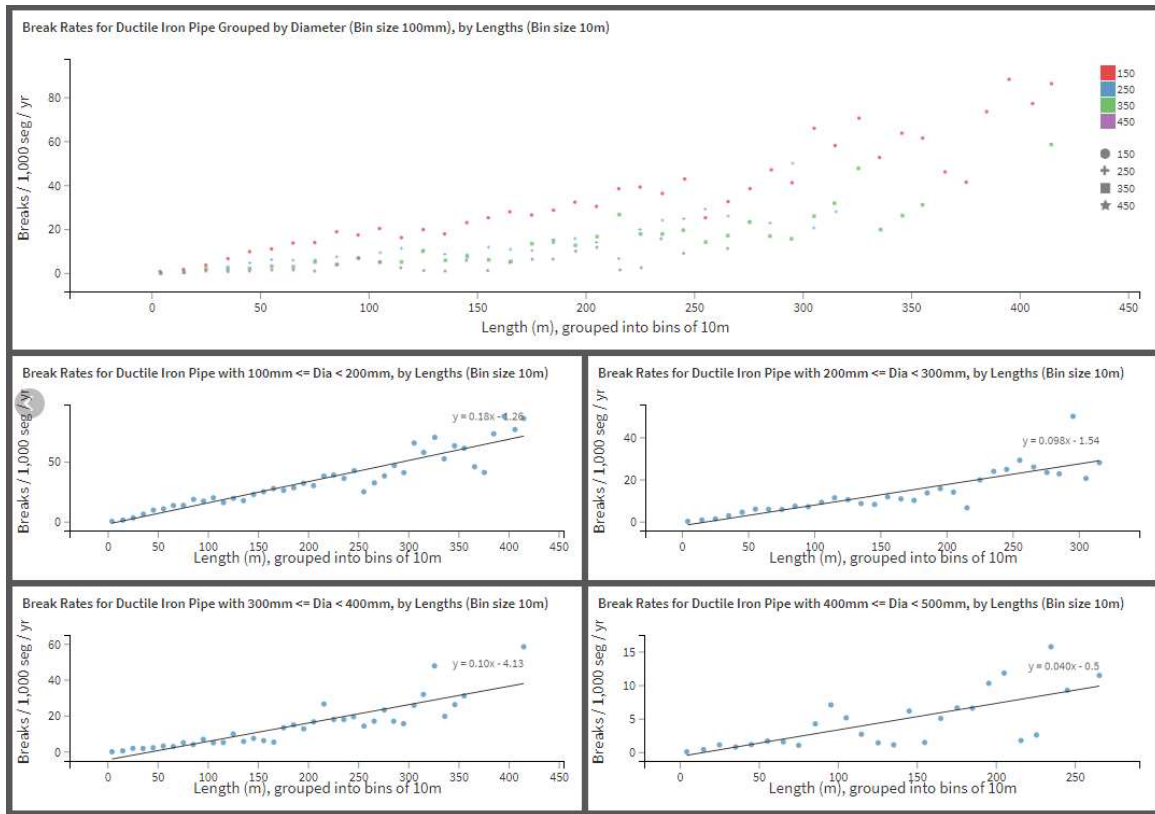 Break Rates for Ductile Iron Pipe Grouped by Diameter (Bin size 100mm), by Lengths (Bin size 10m)
Breaks / 1,000 seg / yr
80
60
40
20
0
0 50 100 150 200 250 300 350 400 450
Length (m), grouped into bins of 10m
150
250
350
450
150
250
350
450
Break Rates for Ductile Iron Pipe with 100mm <= Dia < 200mm, by Lengths (Bin size 10m)
Breaks / 1,000 seg / yr
50
0
y = 0.18x - 1.26
0 50 100 150 200 250 300 350 400 450
Length (m), grouped into bins of 10m
Break Rates for Ductile Iron Pipe with 200mm <= Dia < 300mm, by Lengths (Bin size 10m)
Breaks / 1,000 seg / yr
40
20
0
y = 0.098x - 1.54
0 50 100 150 200 250 300
Length (m), grouped into bins of 10m
Break Rates for Ductile Iron Pipe with 300mm <= Dia < 400mm, by Lengths (Bin size 10m)
Breaks / 1,000 seg / yr
60
40
20
0
y = 0.10x - 4.13
0 50 100 150 200 250 300 350 400 450
Length (m), grouped into bins of 10m
Break Rates for Ductile Iron Pipe with 400mm <= Dia < 500mm, by Lengths (Bin size 10m)
Breaks / 1,000 seg / yr
15
10
5
0
y = 0.040x - 0.5
0 50 100 150 200 250
Length (m), grouped into bins of 10m